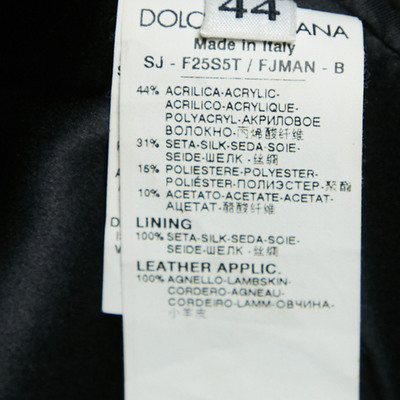 44
DOLC ANA
Made in Italy
SJ - F25S5T / FJMAN - B
44% ACRILICA-ACRYLIC-
ACRILICO-ACRYLIQUE-
POLYACRYL-АКРИЛОВОЕ
ВОЛОКНО-丙烯酸纤维
31% SETA-SILK-SEDA-SOIE-
SEIDE-ШЕЛК-丝绸
15% POLIESTERE-POLYESTER-
POLIÉSTER-ПОЛИЭСТЕР-聚酯
10% ACETATO-ACETATE-ACETAT-
АЦЕТАТ-醋酸纤维
LINING
100% SETA-SILK-SEDA-SOIE-
SEIDE-ШЕЛК-丝绸
LEATHER APPLIC.
100% AGNELLO-LAMBSKIN-
CORDERO-AGNEAU-
CORDEIRO-LAMM-ОВЧИНА-
小羊皮